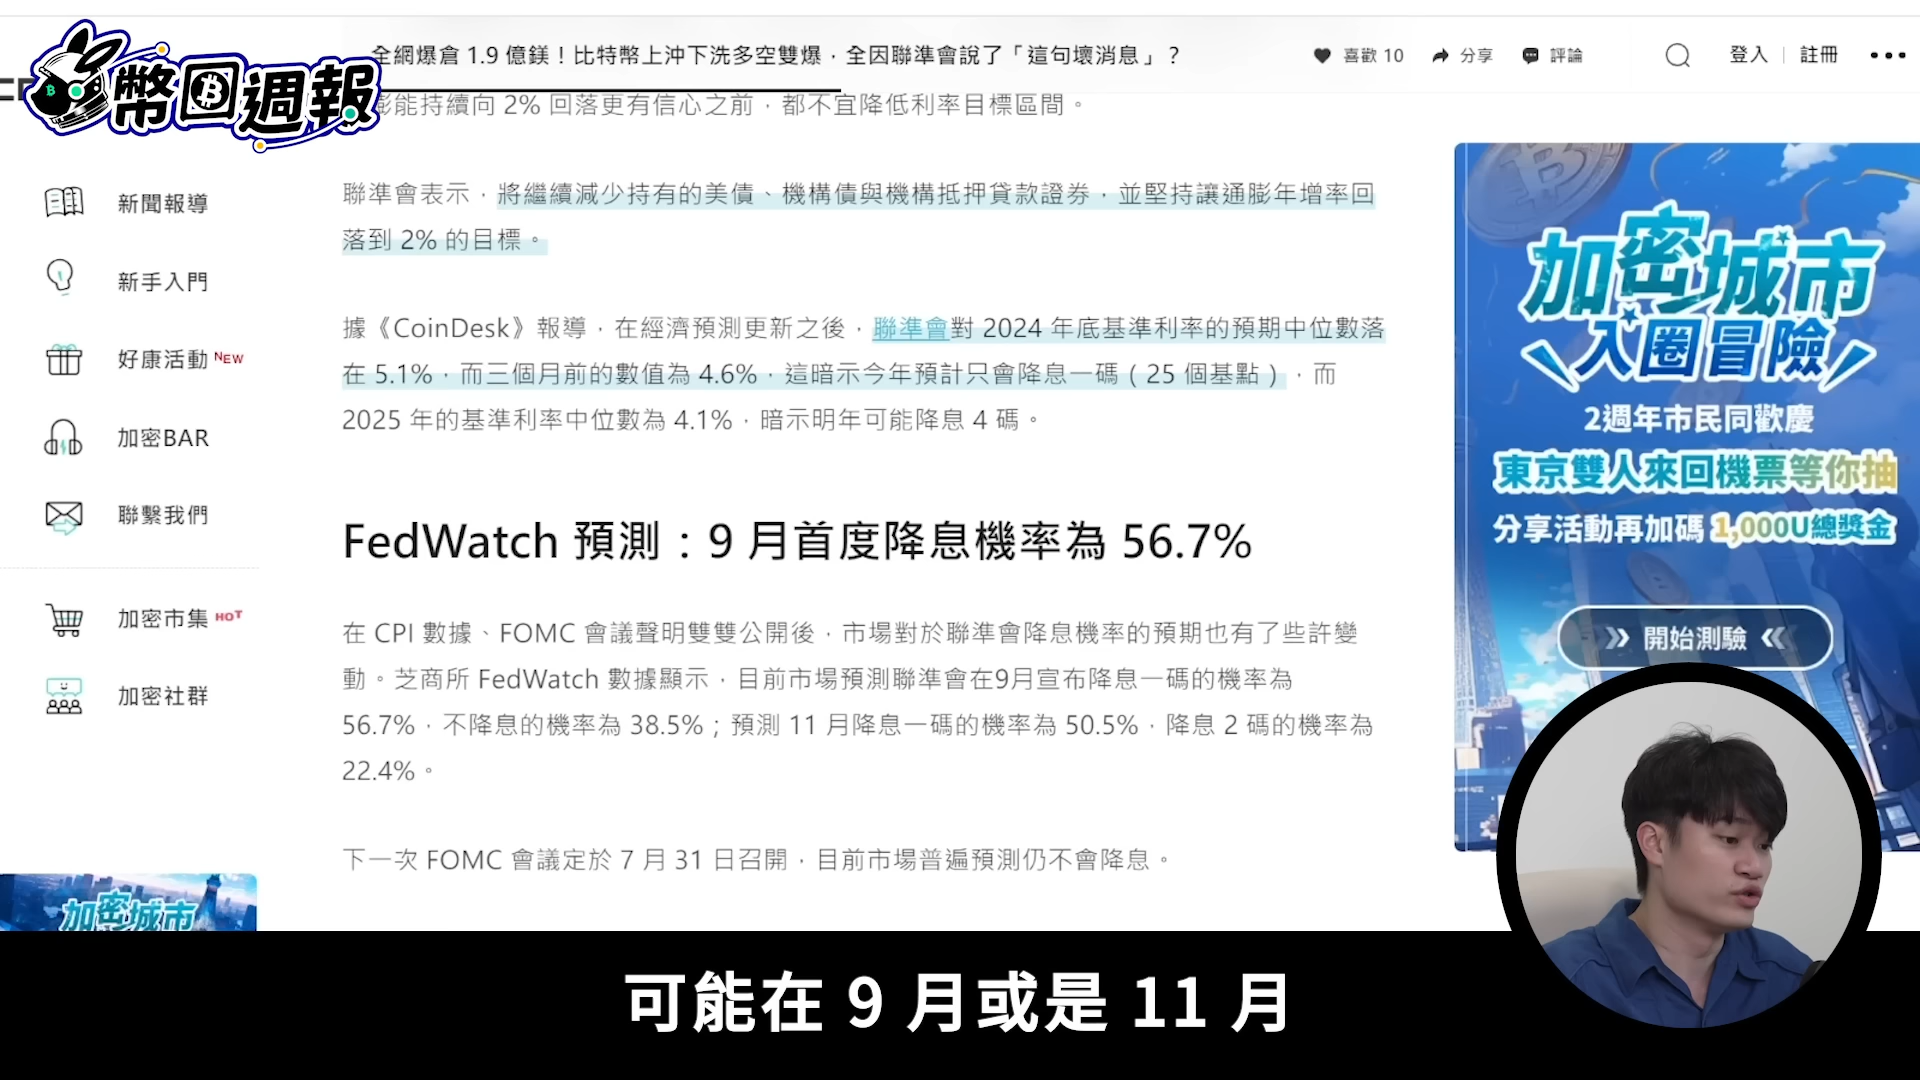 幣回週報
全網爆倉 1.9 億鎂！比特幣上沖下洗多空雙爆，全因聯準會說了「這句壞消息」？
喜歡 10
分享
評論
登入
註冊
膨能持續向 2% 回落更有信心之前，都不宜降低利率目標區間。
新聞報導
新手入門
好康活動 NEW
加密BAR
聯繫我們
加密市集 HOT
加密社群
加密城市
聯準會表示，將繼續減少持有的美債、機構債與機構抵押貸款證券，並堅持讓通膨年增率回
落到 2% 的目標。
據《CoinDesk》報導，在經濟預測更新之後，聯準會對 2024 年底基準利率的預期中位數落
在 5.1%，而三個月前的數值為 4.6%，這暗示今年預計只會降息一碼（25 個基點），而
2025 年的基準利率中位數為 4.1%，暗示明年可能降息 4 碼。
FedWatch 預測：9 月首度降息機率為 56.7%
在 CPI 數據、FOMC 會議聲明雙雙公開後，市場對於聯準會降息機率的預期也有了些許變
動。芝商所 FedWatch 數據顯示，目前市場預測聯準會在9月宣布降息一碼的機率為
56.7%，不降息的機率為 38.5%；預測 11 月降息一碼的機率為 50.5%，降息 2 碼的機率為
22.4%。
下一次 FOMC 會議定於 7 月 31 日召開，目前市場普遍預測仍不會降息。
加密城市
入圈冒險
2週年市民同歡慶
東京雙人來回機票等你抽
分享活動再加碼 1,000U總獎金
開始測驗
可能在 9 月或是 11 月